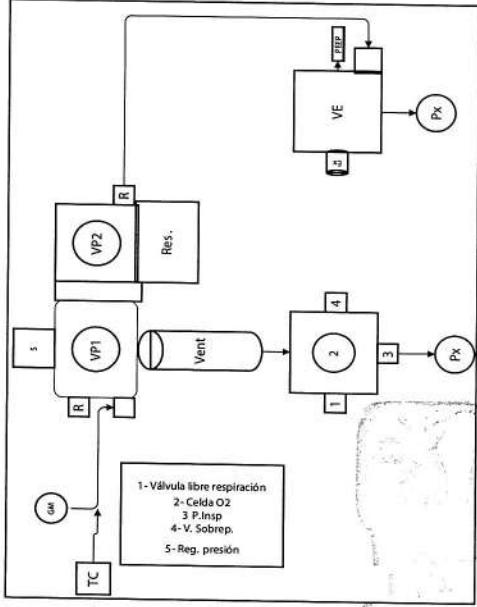 5
R
VP1
VP2
R
Res.
Vent
GM
TC
PEEP
VE
Px
1
2
4
3
Px
1- Válvula libre respiración
2- Celda O2
3 P.Insp
4- V. Sobrep.
5- Reg. presión